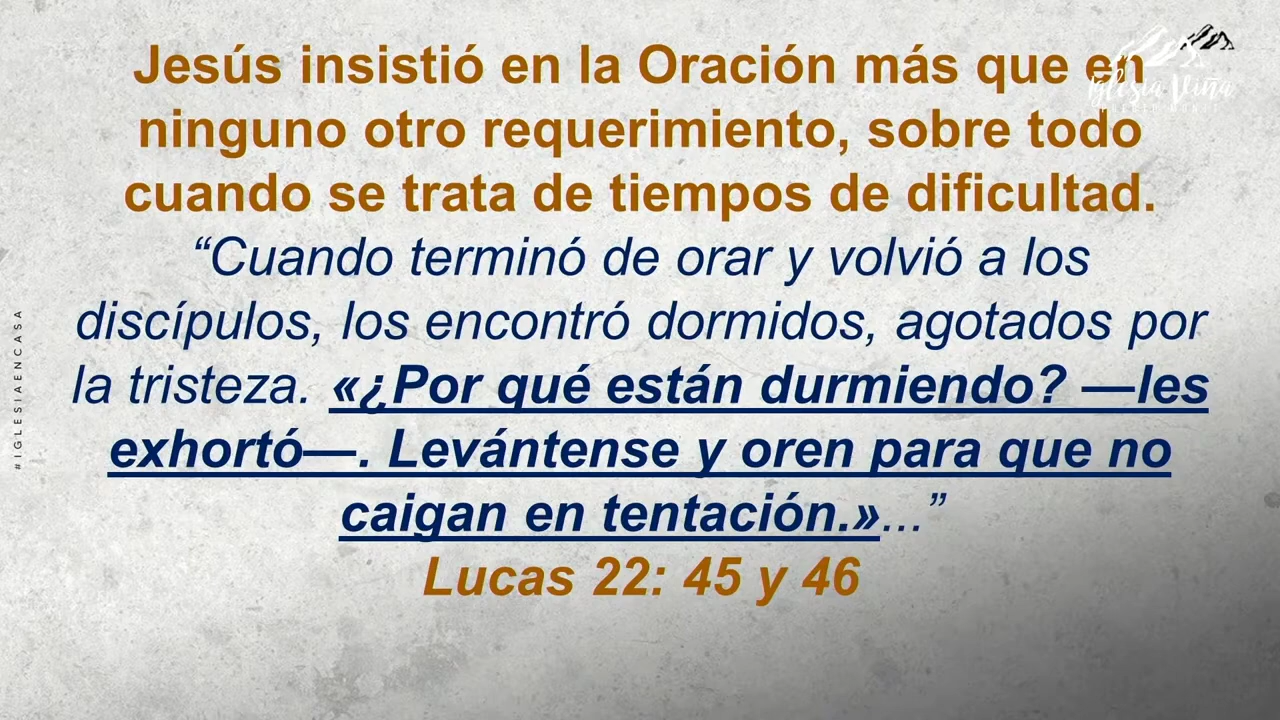 Jesús insistió en la Oración más que en
ninguno otro requerimiento, sobre todo
cuando se trata de tiempos de dificultad.
“Cuando terminó de orar y volvió a los
discípulos, los encontró dormidos, agotados por
la tristeza. «¿Por qué están durmiendo? —les
exhortó—. Levántense y oren para que no
caigan en tentación.»...”
Lucas 22: 45 y 46
Iglesia Viña
#IGLESIAENCASA